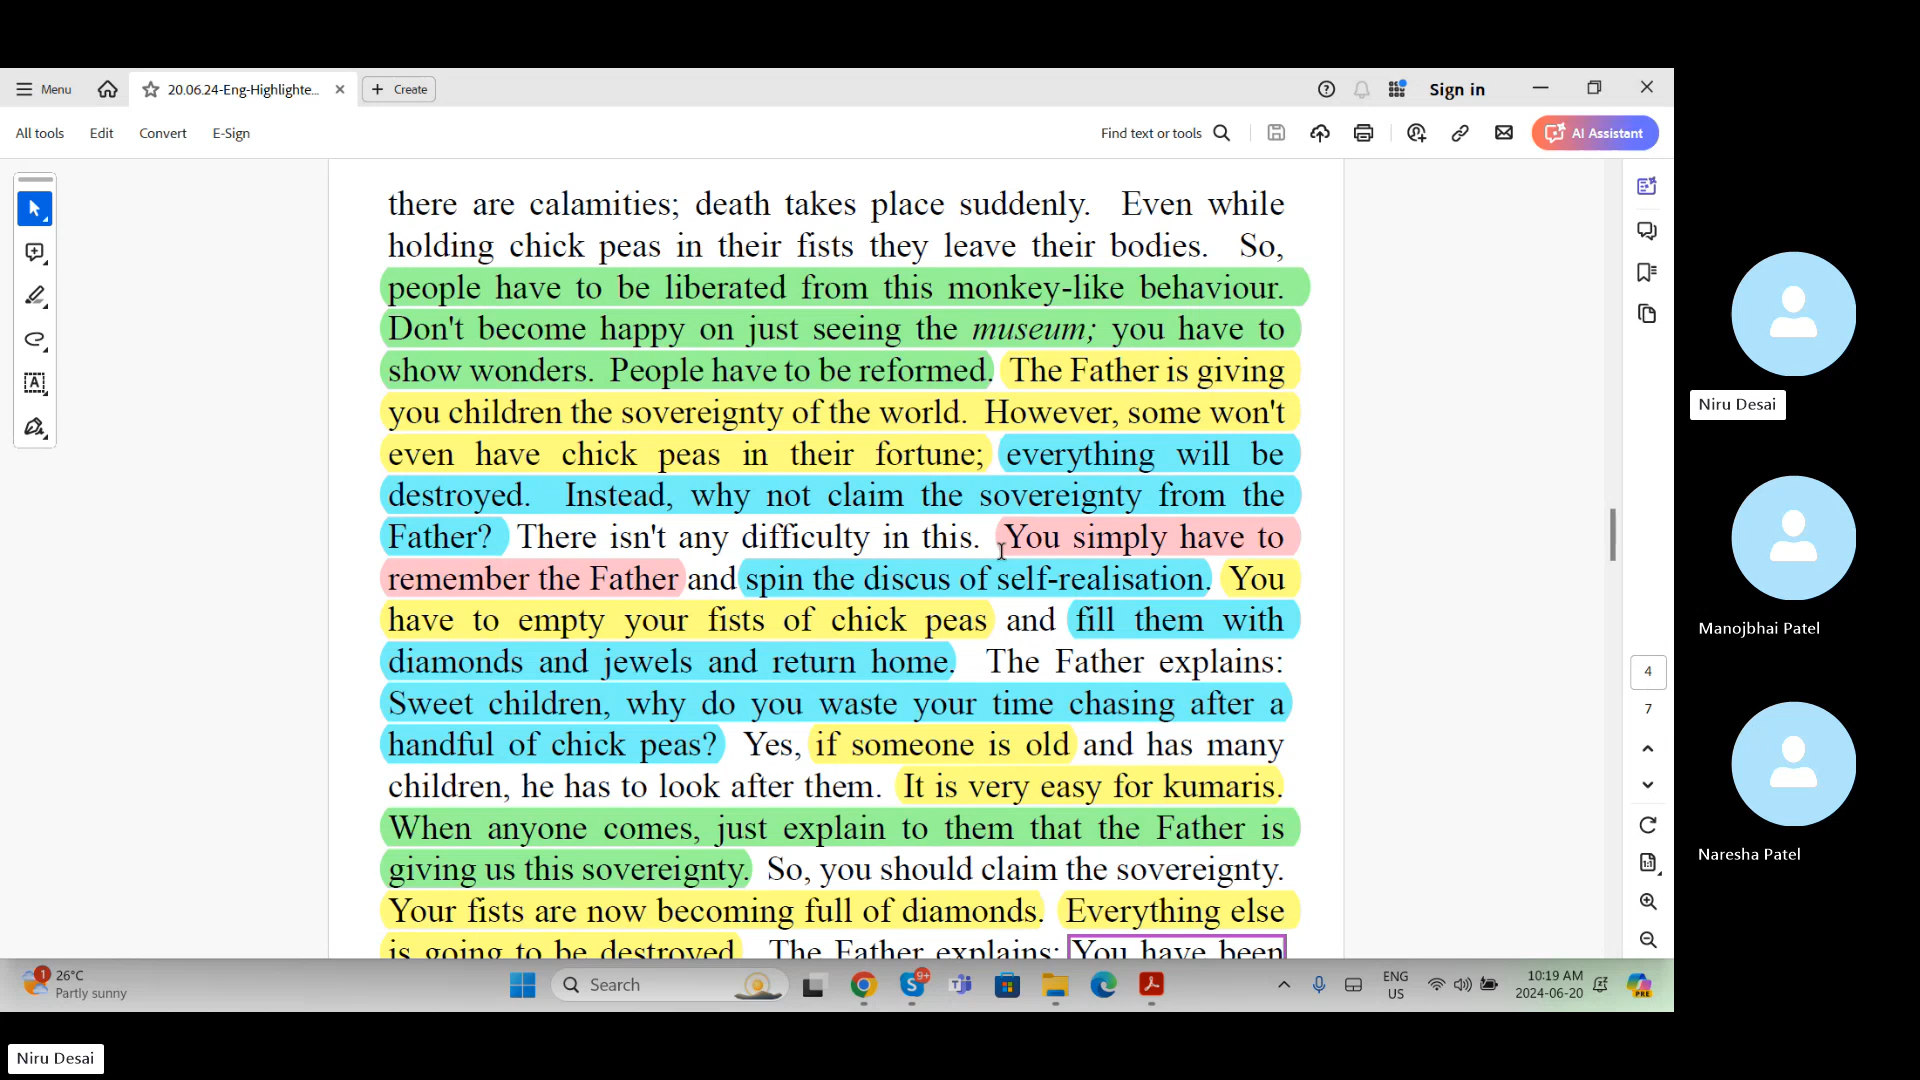 Menu
20.06.24-Eng-Highlighte...
Create
Sign in
All tools
Edit
Convert
E-Sign
Find text or tools
AI Assistant
there are calamities; death takes place suddenly. Even while
holding chick peas in their fists they leave their bodies. So,
people have to be liberated from this monkey-like behaviour.
Don't become happy on just seeing the museum; you have to
show wonders. People have to be reformed. The Father is giving
you children the sovereignty of the world. However, some won't
even have chick peas in their fortune; everything will be
destroyed. Instead, why not claim the sovereignty from the
Father? There isn't any difficulty in this. You simply have to
remember the Father and spin the discus of self-realisation. You
have to empty your fists of chick peas and fill them with
diamonds and jewels and return home. The Father explains:
Sweet children, why do you waste your time chasing after a
handful of chick peas? Yes, if someone is old and has many
children, he has to look after them. It is very easy for kumaris.
When anyone comes, just explain to them that the Father is
giving us this sovereignty. So, you should claim the sovereignty.
Your fists are now becoming full of diamonds. Everything else
is going to be destroyed. The Father explains: You have been
4
7
Niru Desai
Manojbhai Patel
Naresha Patel
1
26°C
Partly sunny
Search
9+
ENG
US
10:19 AM
2024-06-20
PRE
Niru Desai